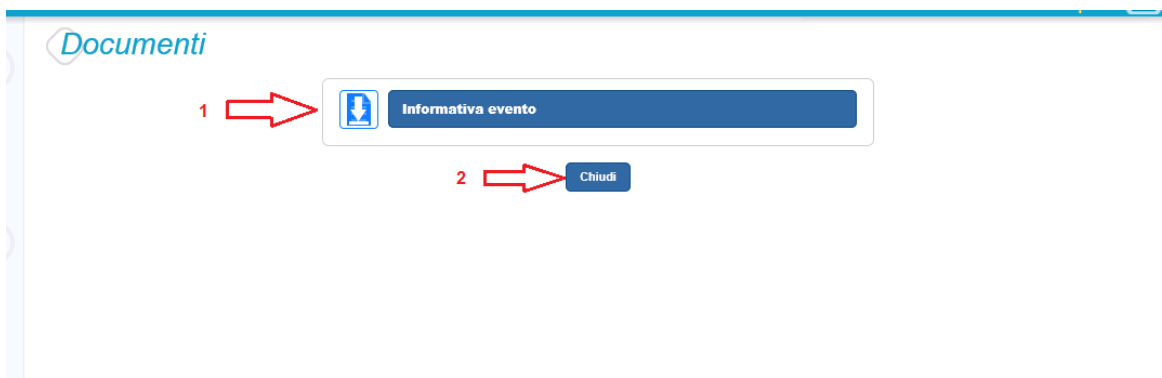 Documenti
1
Informativa evento
2
Chiudi